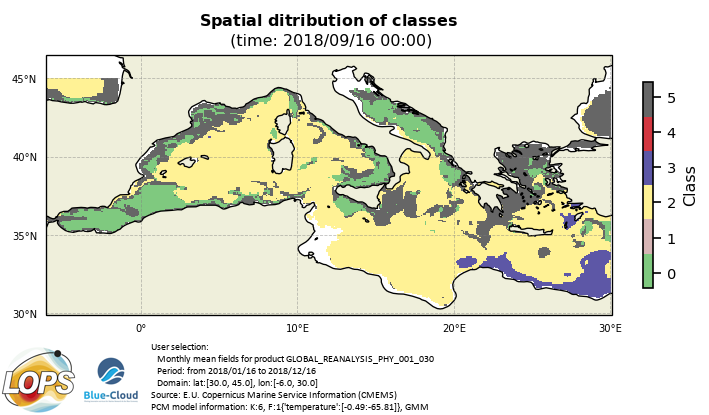 Spatial ditribution of classes
(time: 2018/09/16 00:00)
45°N
40°N
35°N
30°N
0°
10°E
20°E
30°E
5
4
3
2
1
0
Class
LOPS
Blue-Cloud
User selection:
Monthly mean fields for product GLOBAL_REANALYSIS_PHY_001_030
Period: from 2018/01/16 to 2018/12/16
Domain: lat:[30.0, 45.0], lon:[-6.0, 30.0]
Source: E.U. Copernicus Marine Service Information (CMEMS)
PCM model information: K:6, F:1{'temperature':[-0.49:-65.81]}, GMM